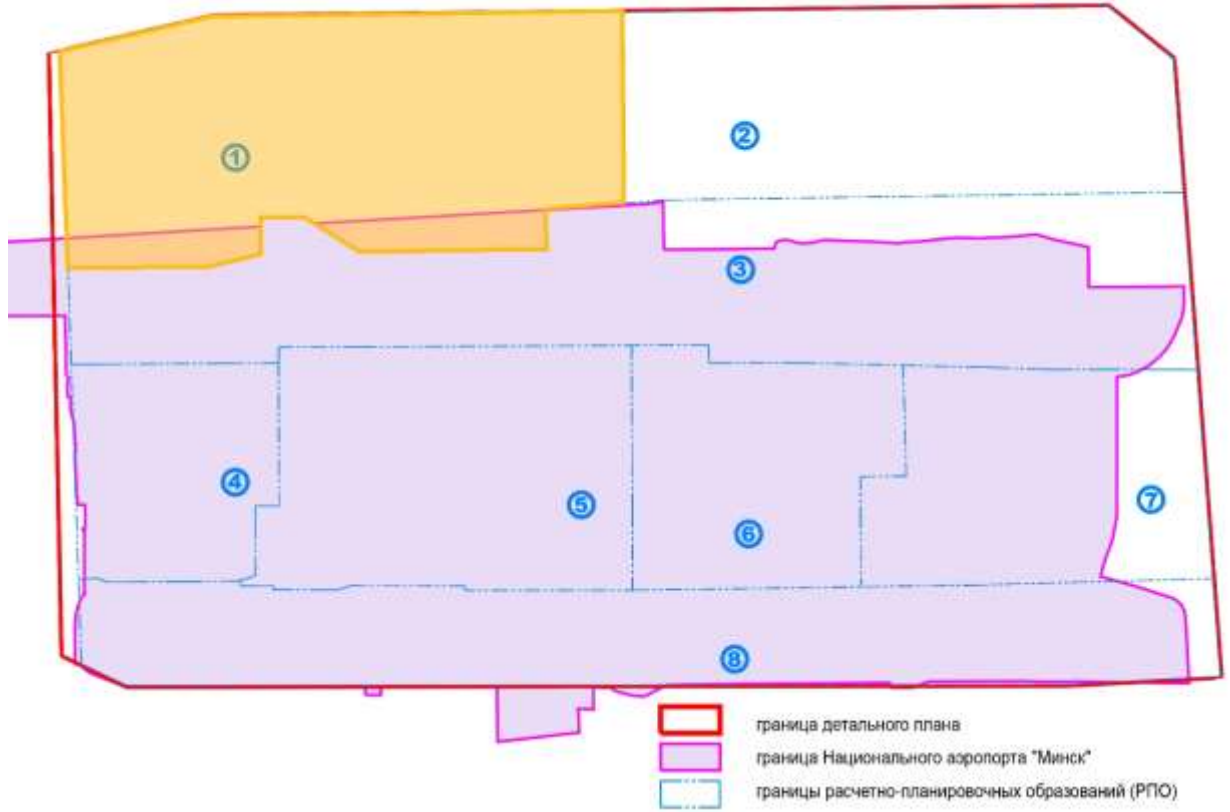 1
2
3
4
5
6
7
8
граница детального плана
граница Национального аэропорта "Минск"
границы расчетно-планировочных образований (РПО)